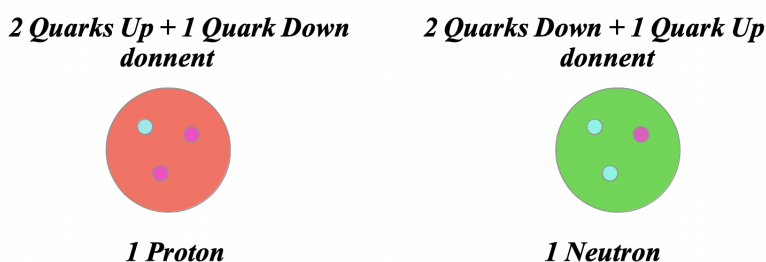 2 Quarks Up + 1 Quark Down
donnent
1 Proton
2 Quarks Down + 1 Quark Up
donnent
1 Neutron